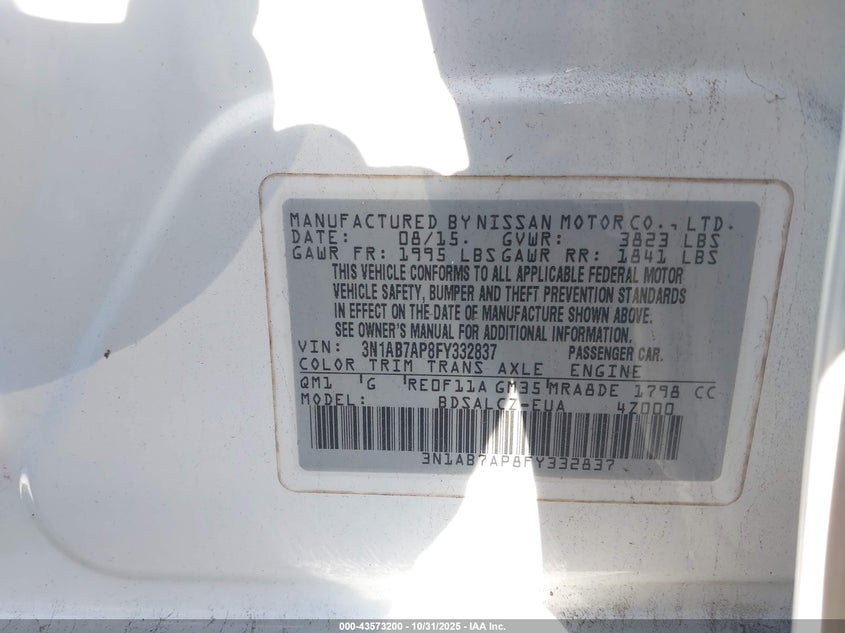 MANUFACTURED BY NISSAN MOTOR CO., LTD.
DATE: 08/15. GVWR: 3823 LBS
GAWR FR: 1995 LBS GAWR RR: 1841 LBS
THIS VEHICLE CONFORMS TO ALL APPLICABLE FEDERAL MOTOR
VEHICLE SAFETY, BUMPER AND THEFT PREVENTION STANDARDS
IN EFFECT ON THE DATE OF MANUFACTURE SHOWN ABOVE.
SEE OWNER'S MANUAL FOR ADDITIONAL INFORMATION.
VIN: 3N1AB7AP8FY332837 PASSENGER CAR.
COLOR TRIM TRANS AXLE ENGINE
QM1 G RE0F11A GM35 MRA8DE 1798 CC
MODEL: BDSALCZ-EUA 4Z000
3N1AB7AP8FY332837
000-43573200 - 10/31/2025 - IAA Inc.